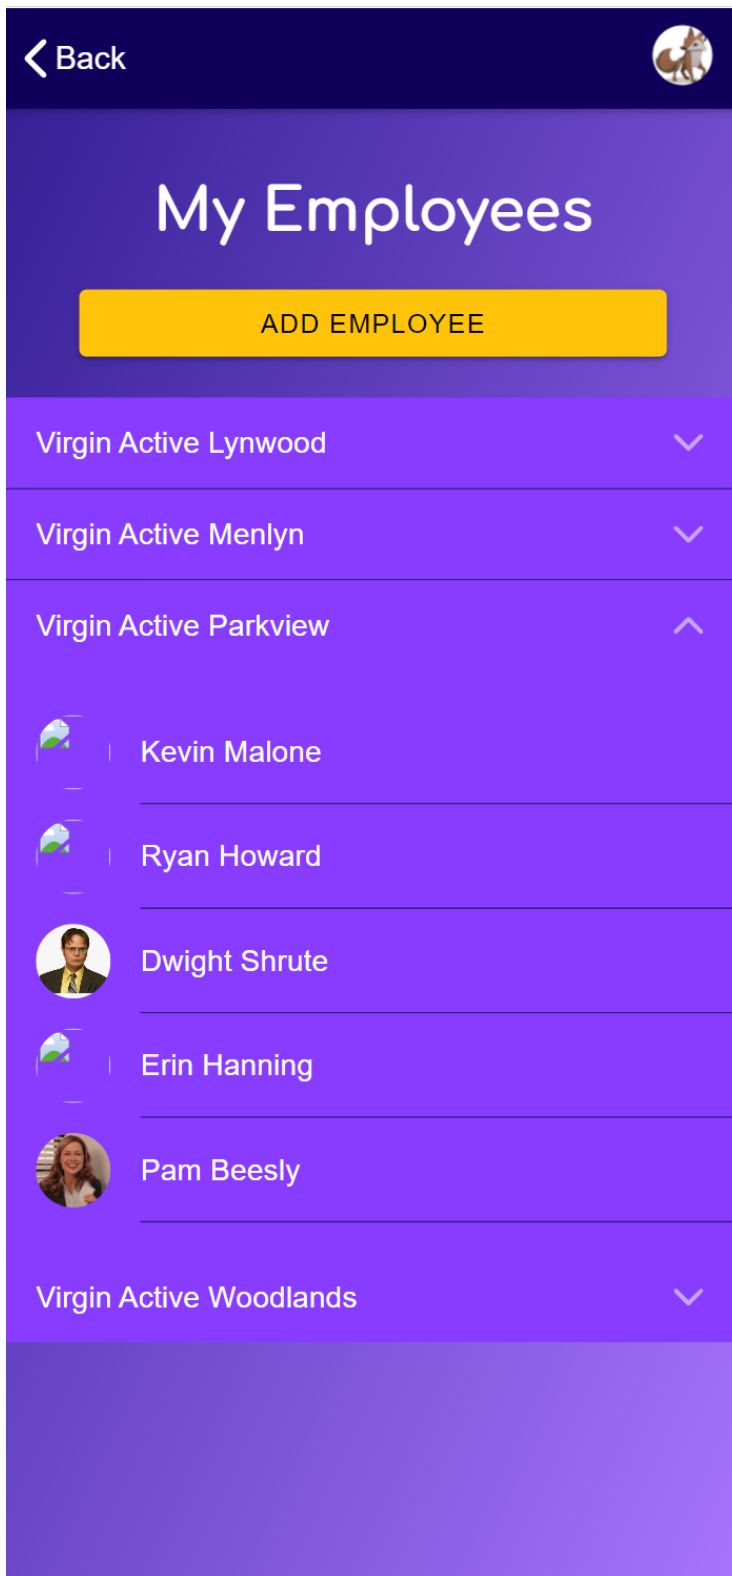 Back
My Employees
ADD EMPLOYEE
Virgin Active Lynwood
Virgin Active Menlyn
Virgin Active Parkview
Kevin Malone
Ryan Howard
Dwight Shrute
Erin Hanning
Pam Beesly
Virgin Active Woodlands